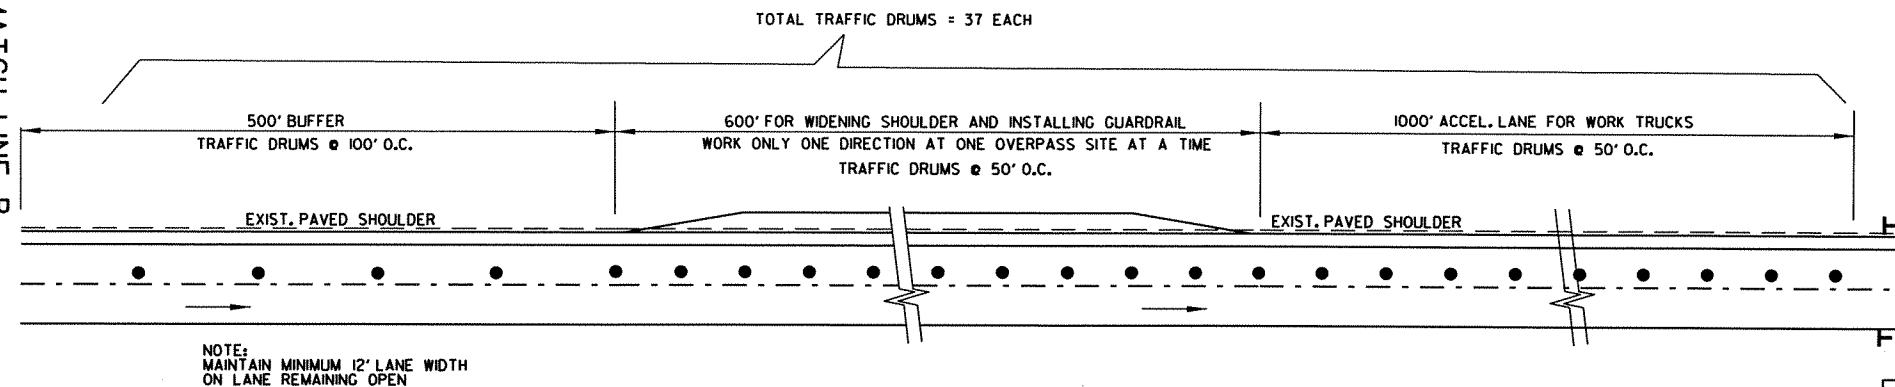 TOTAL TRAFFIC DRUMS = 37 EACH
500' BUFFER
TRAFFIC DRUMS @ 100' O.C.
600' FOR WIDENING SHOULDER AND INSTALLING GUARDRAIL
WORK ONLY ONE DIRECTION AT ONE OVERPASS SITE AT A TIME
TRAFFIC DRUMS @ 50' O.C.
1000' ACCEL. LANE FOR WORK TRUCKS
TRAFFIC DRUMS @ 50' O.C.
EXIST. PAVED SHOULDER
EXIST. PAVED SHOULDER
NOTE:
MAINTAIN MINIMUM 12' LANE WIDTH
ON LANE REMAINING OPEN